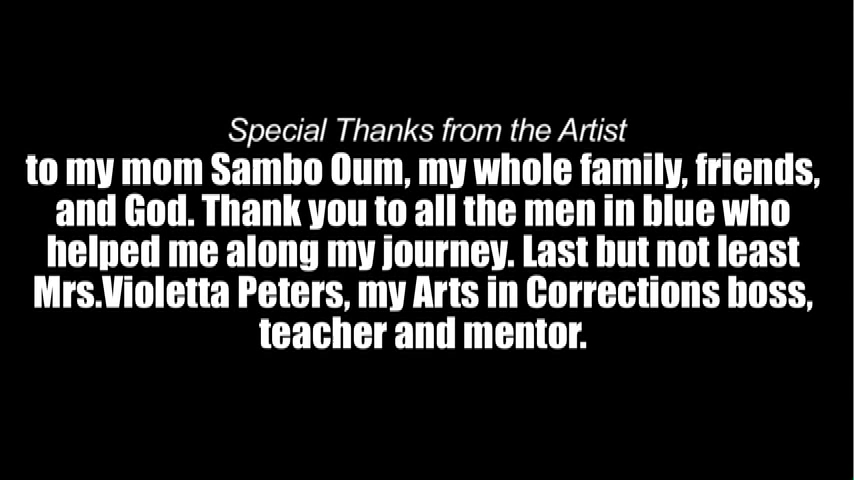 Special Thanks from the Artist
to my mom Sambo Oum, my whole family, friends,
and God. Thank you to all the men in blue who
helped me along my journey. Last but not least
Mrs.Violetta Peters, my Arts in Corrections boss,
teacher and mentor.